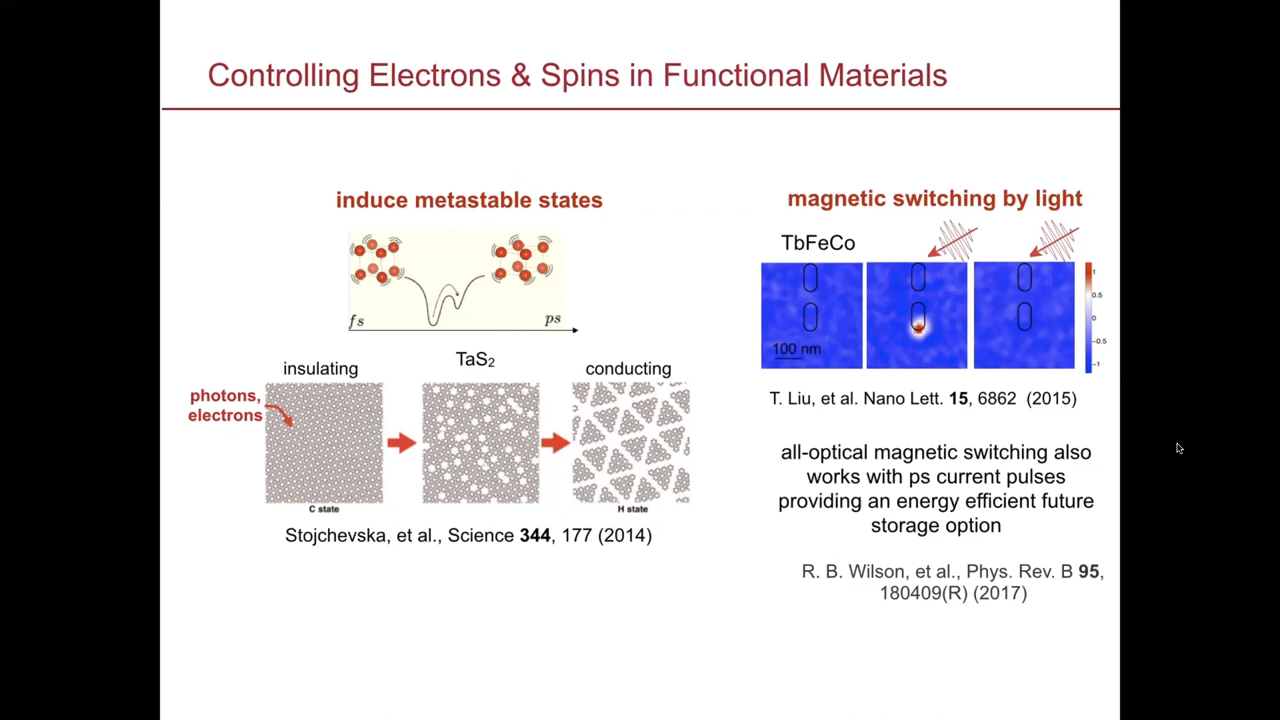 Controlling Electrons & Spins in Functional Materials
induce metastable states
fs
ps
insulating
TaS2
conducting
photons,
electrons
C state
H state
Stojchevska, et al., Science 344, 177 (2014)
magnetic switching by light
TbFeCo
100 nm
1
0.5
0
-0.5
-1
T. Liu, et al. Nano Lett. 15, 6862 (2015)
all-optical magnetic switching also
works with ps current pulses
providing an energy efficient future
storage option
R. B. Wilson, et al., Phys. Rev. B 95,
180409(R) (2017)